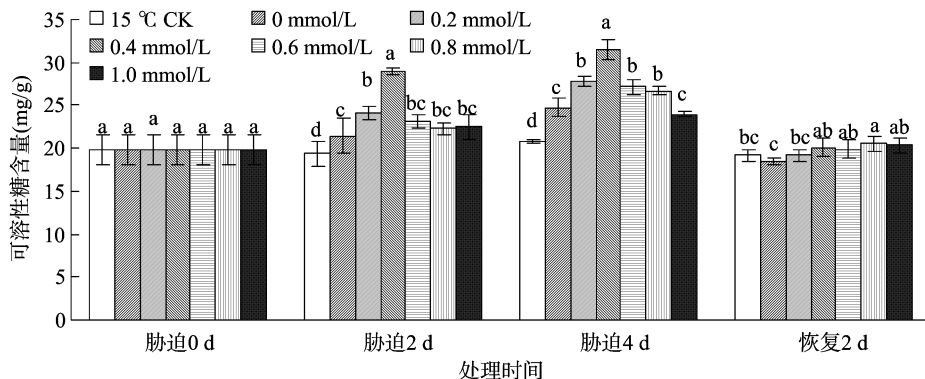 35
30
25
20
15
10
5
0
可溶性糖含量(mg/g)
15 ℃ CK
0 mmol/L
0.2 mmol/L
0.4 mmol/L
0.6 mmol/L
0.8 mmol/L
1.0 mmol/L
a a a a a a a
d c b a bc bc bc
d c b a b b c
bc c bc ab ab a ab
胁迫0 d 胁迫2 d 胁迫4 d 恢复2 d
处理时间